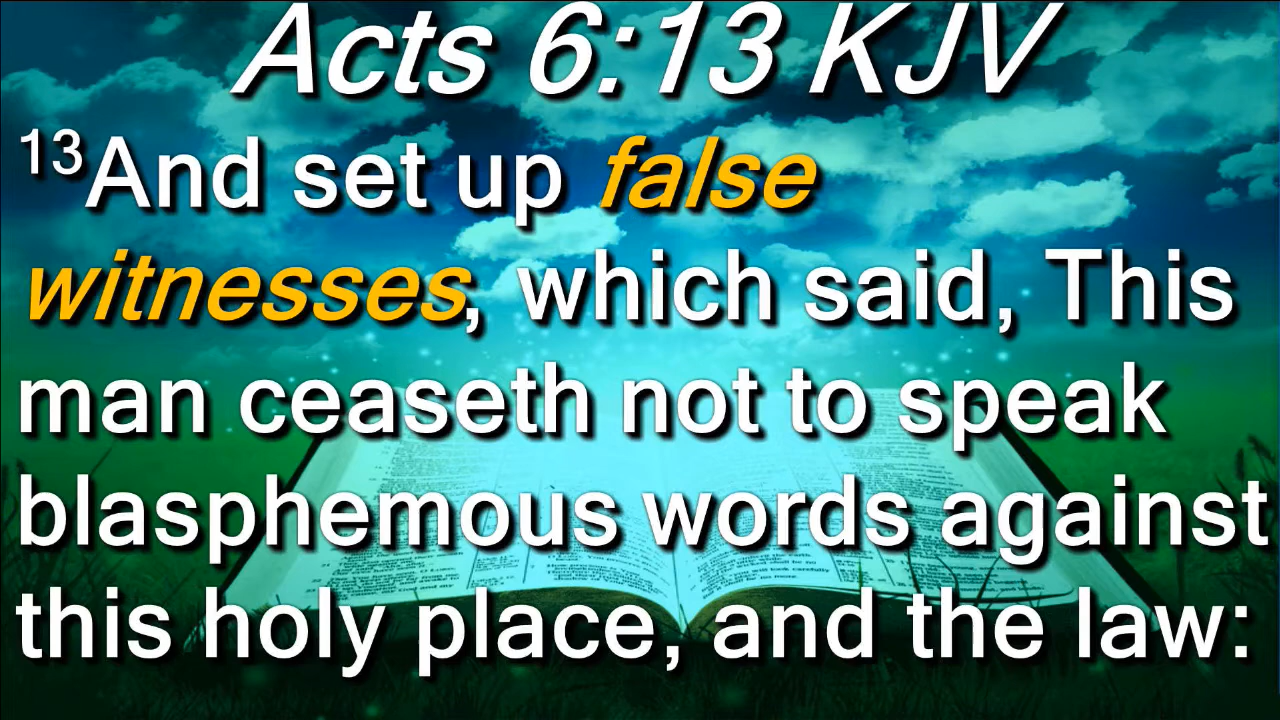 Acts 6:13 KJV
13And set up false
witnesses, which said, This
man ceaseth not to speak
blasphemous words against
this holy place, and the law: